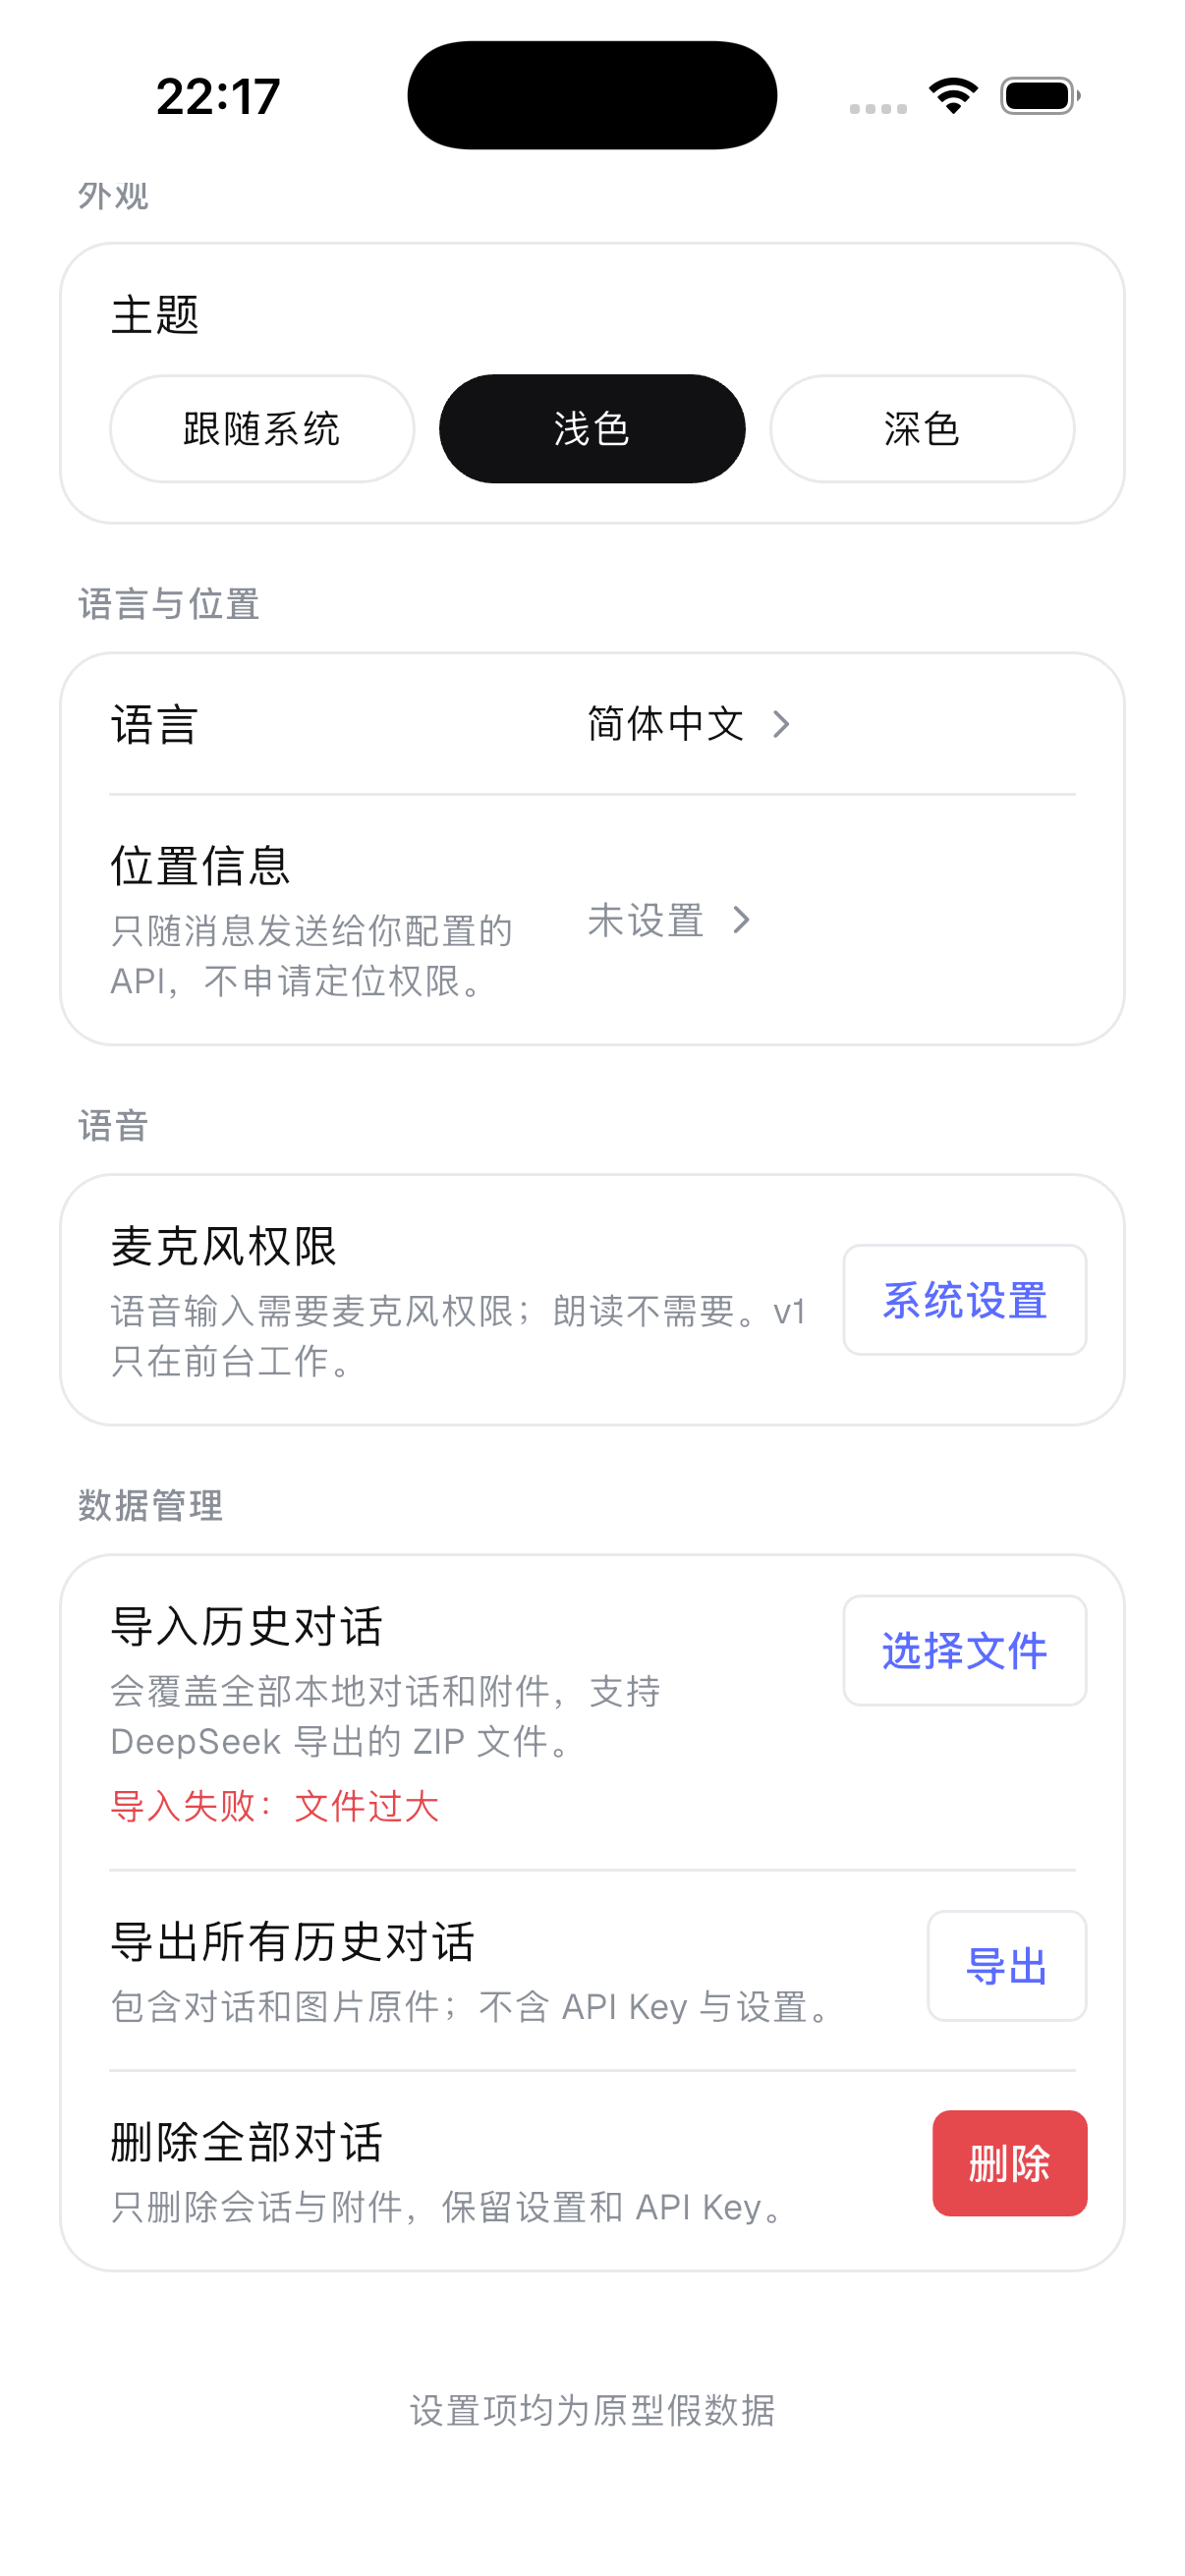 22:17
外观
主题
跟随系统
浅色
深色
语言与位置
语言
简体中文
位置信息
只随消息发送给你配置的
API，不申请定位权限。
未设置
语音
麦克风权限
语音输入需要麦克风权限；朗读不需要。v1
只在前台工作。
系统设置
数据管理
导入历史对话
会覆盖全部本地对话和附件，支持
DeepSeek 导出的 ZIP 文件。
导入失败：文件过大
选择文件
导出所有历史对话
包含对话和图片原件；不含 API Key 与设置。
导出
删除全部对话
只删除会话与附件，保留设置和 API Key。
删除
设置项均为原型假数据